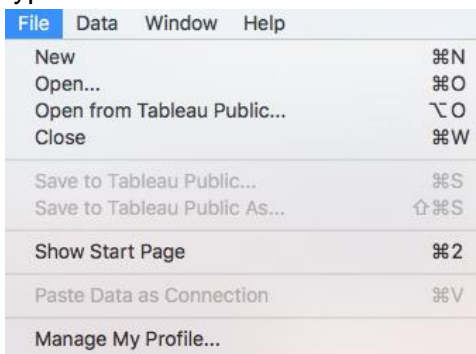 File Data Window Help
New ⌘N
Open... ⌘O
Open from Tableau Public... ⌥O
Close ⌘W
Save to Tableau Public... ⌘S
Save to Tableau Public As... ⇧⌘S
Show Start Page ⌘2
Paste Data as Connection ⌘V
Manage My Profile...